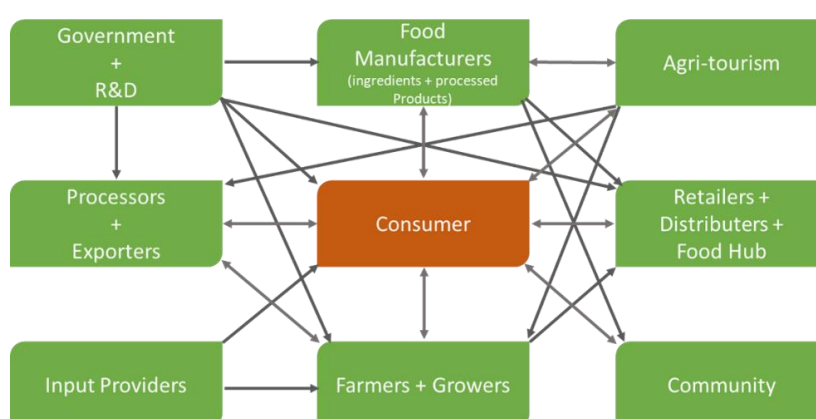 Government
+
R&D
Food
Manufacturers
(ingredients + processed
Products)
Agri-tourism
Processors
+
Exporters
Consumer
Retailers +
Distributers +
Food Hub
Input Providers
Farmers + Growers
Community